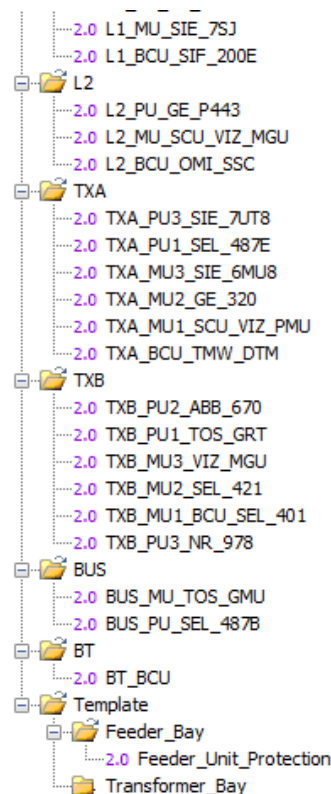 2.0 L1_MU_SIE_7SJ
2.0 L1_BCU_SIF_200E
L2
2.0 L2_PU_GE_P443
2.0 L2_MU_SCU_VIZ_MGU
2.0 L2_BCU_OMI_SSC
TXA
2.0 TXA_PU3_SIE_7UT8
2.0 TXA_PU1_SEL_487E
2.0 TXA_MU3_SIE_6MU8
2.0 TXA_MU2_GE_320
2.0 TXA_MU1_SCU_VIZ_PMU
2.0 TXA_BCU_TMW_DTM
TXB
2.0 TXB_PU2_ABB_670
2.0 TXB_PU1_TOS_GRT
2.0 TXB_MU3_VIZ_MGU
2.0 TXB_MU2_SEL_421
2.0 TXB_MU1_BCU_SEL_401
2.0 TXB_PU3_NR_978
BUS
2.0 BUS_MU_TOS_GMU
2.0 BUS_PU_SEL_487B
BT
2.0 BT_BCU
Template
Feeder_Bay
2.0 Feeder_Unit_Protection
Transformer_Bay